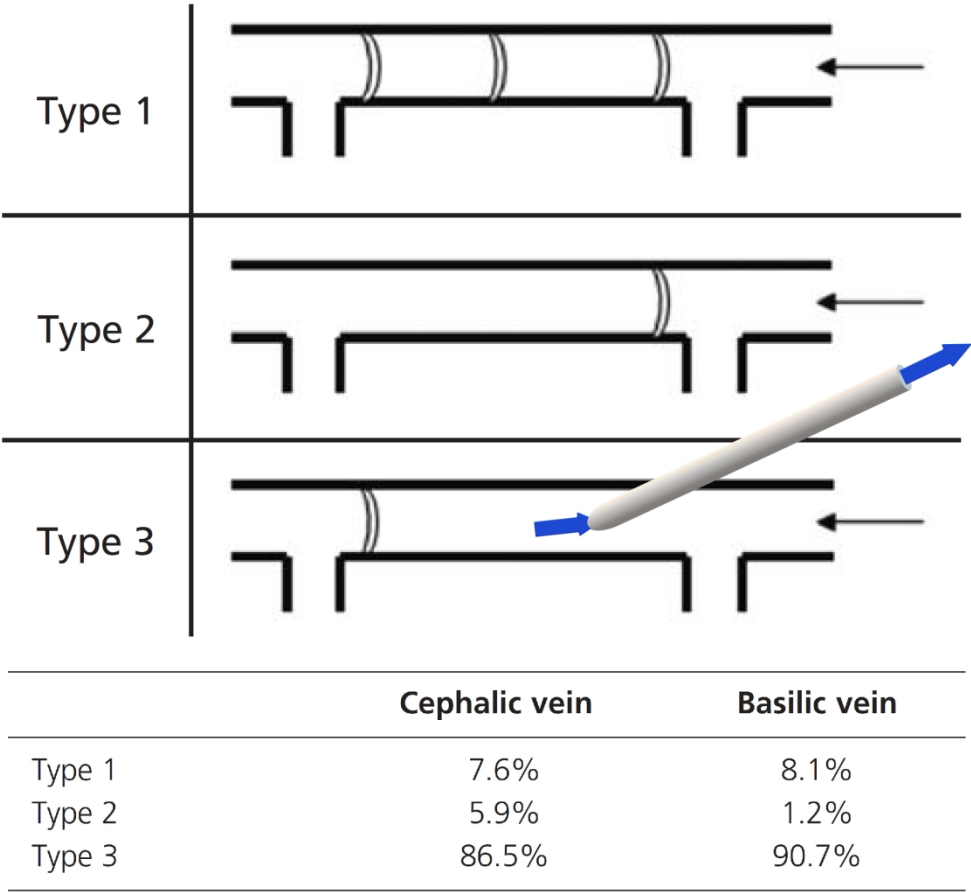 Type 1
Type 2
Type 3
Cephalic vein Basilic vein
Type 1 7.6% 8.1%
Type 2 5.9% 1.2%
Type 3 86.5% 90.7%